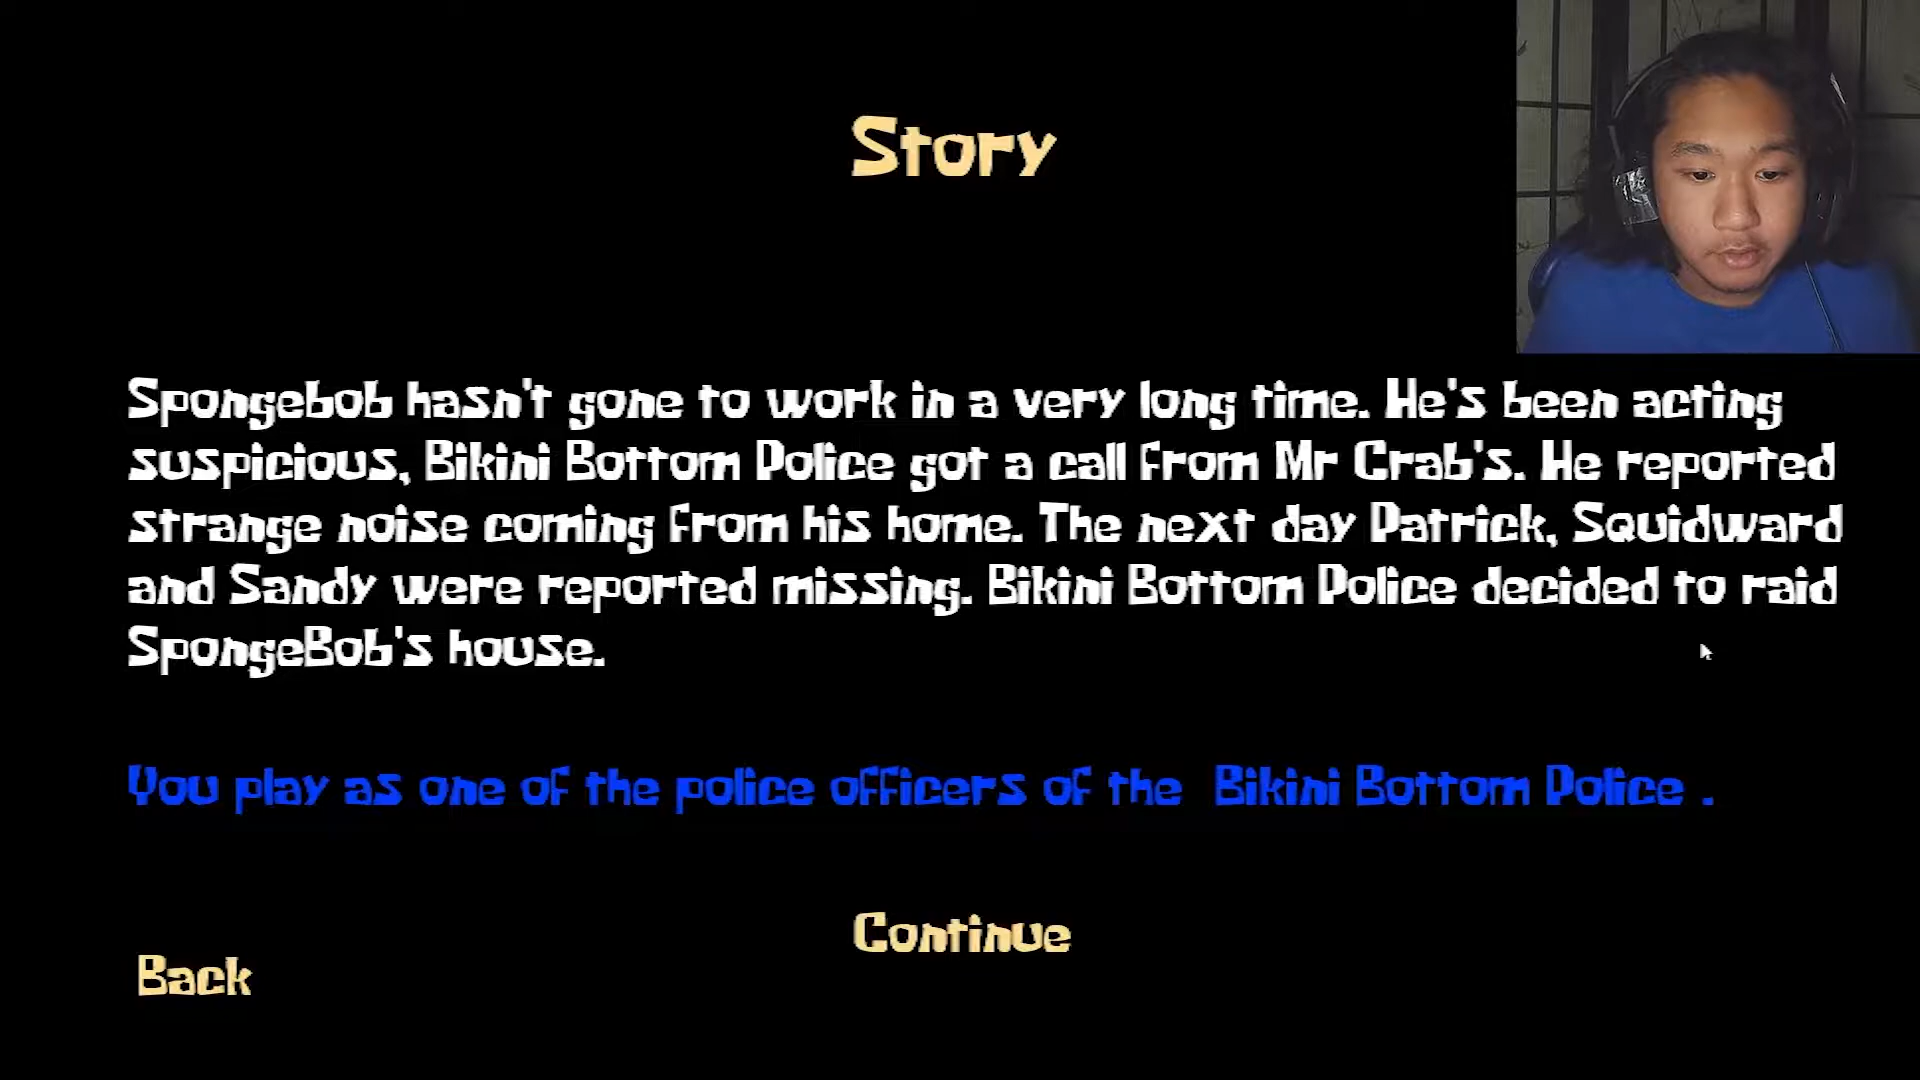 Story
Spongebob hasn't gone to work in a very long time. He's been acting
suspicious, Bikini Bottom Police got a call from Mr Crab's. He reported
strange noise coming from his home. The next day Patrick, Squidward
and Sandy were reported missing. Bikini Bottom Police decided to raid
SpongeBob's house.
You play as one of the police officers of the Bikini Bottom Police .
Continue
Back